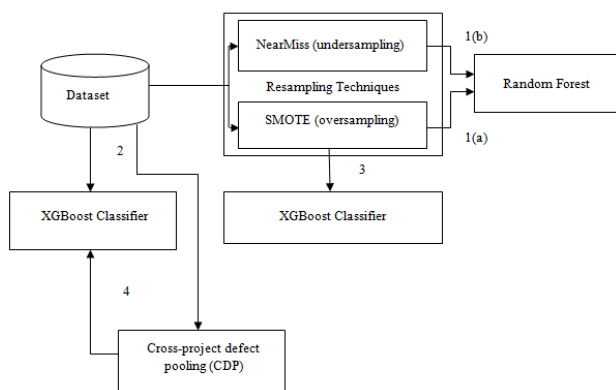 NearMiss (undersampling)
1(b)
Dataset
Resampling Techniques
Random Forest
SMOTE (oversampling)
1(a)
2
3
XGBoost Classifier
XGBoost Classifier
4
Cross-project defect
pooling (CDP)